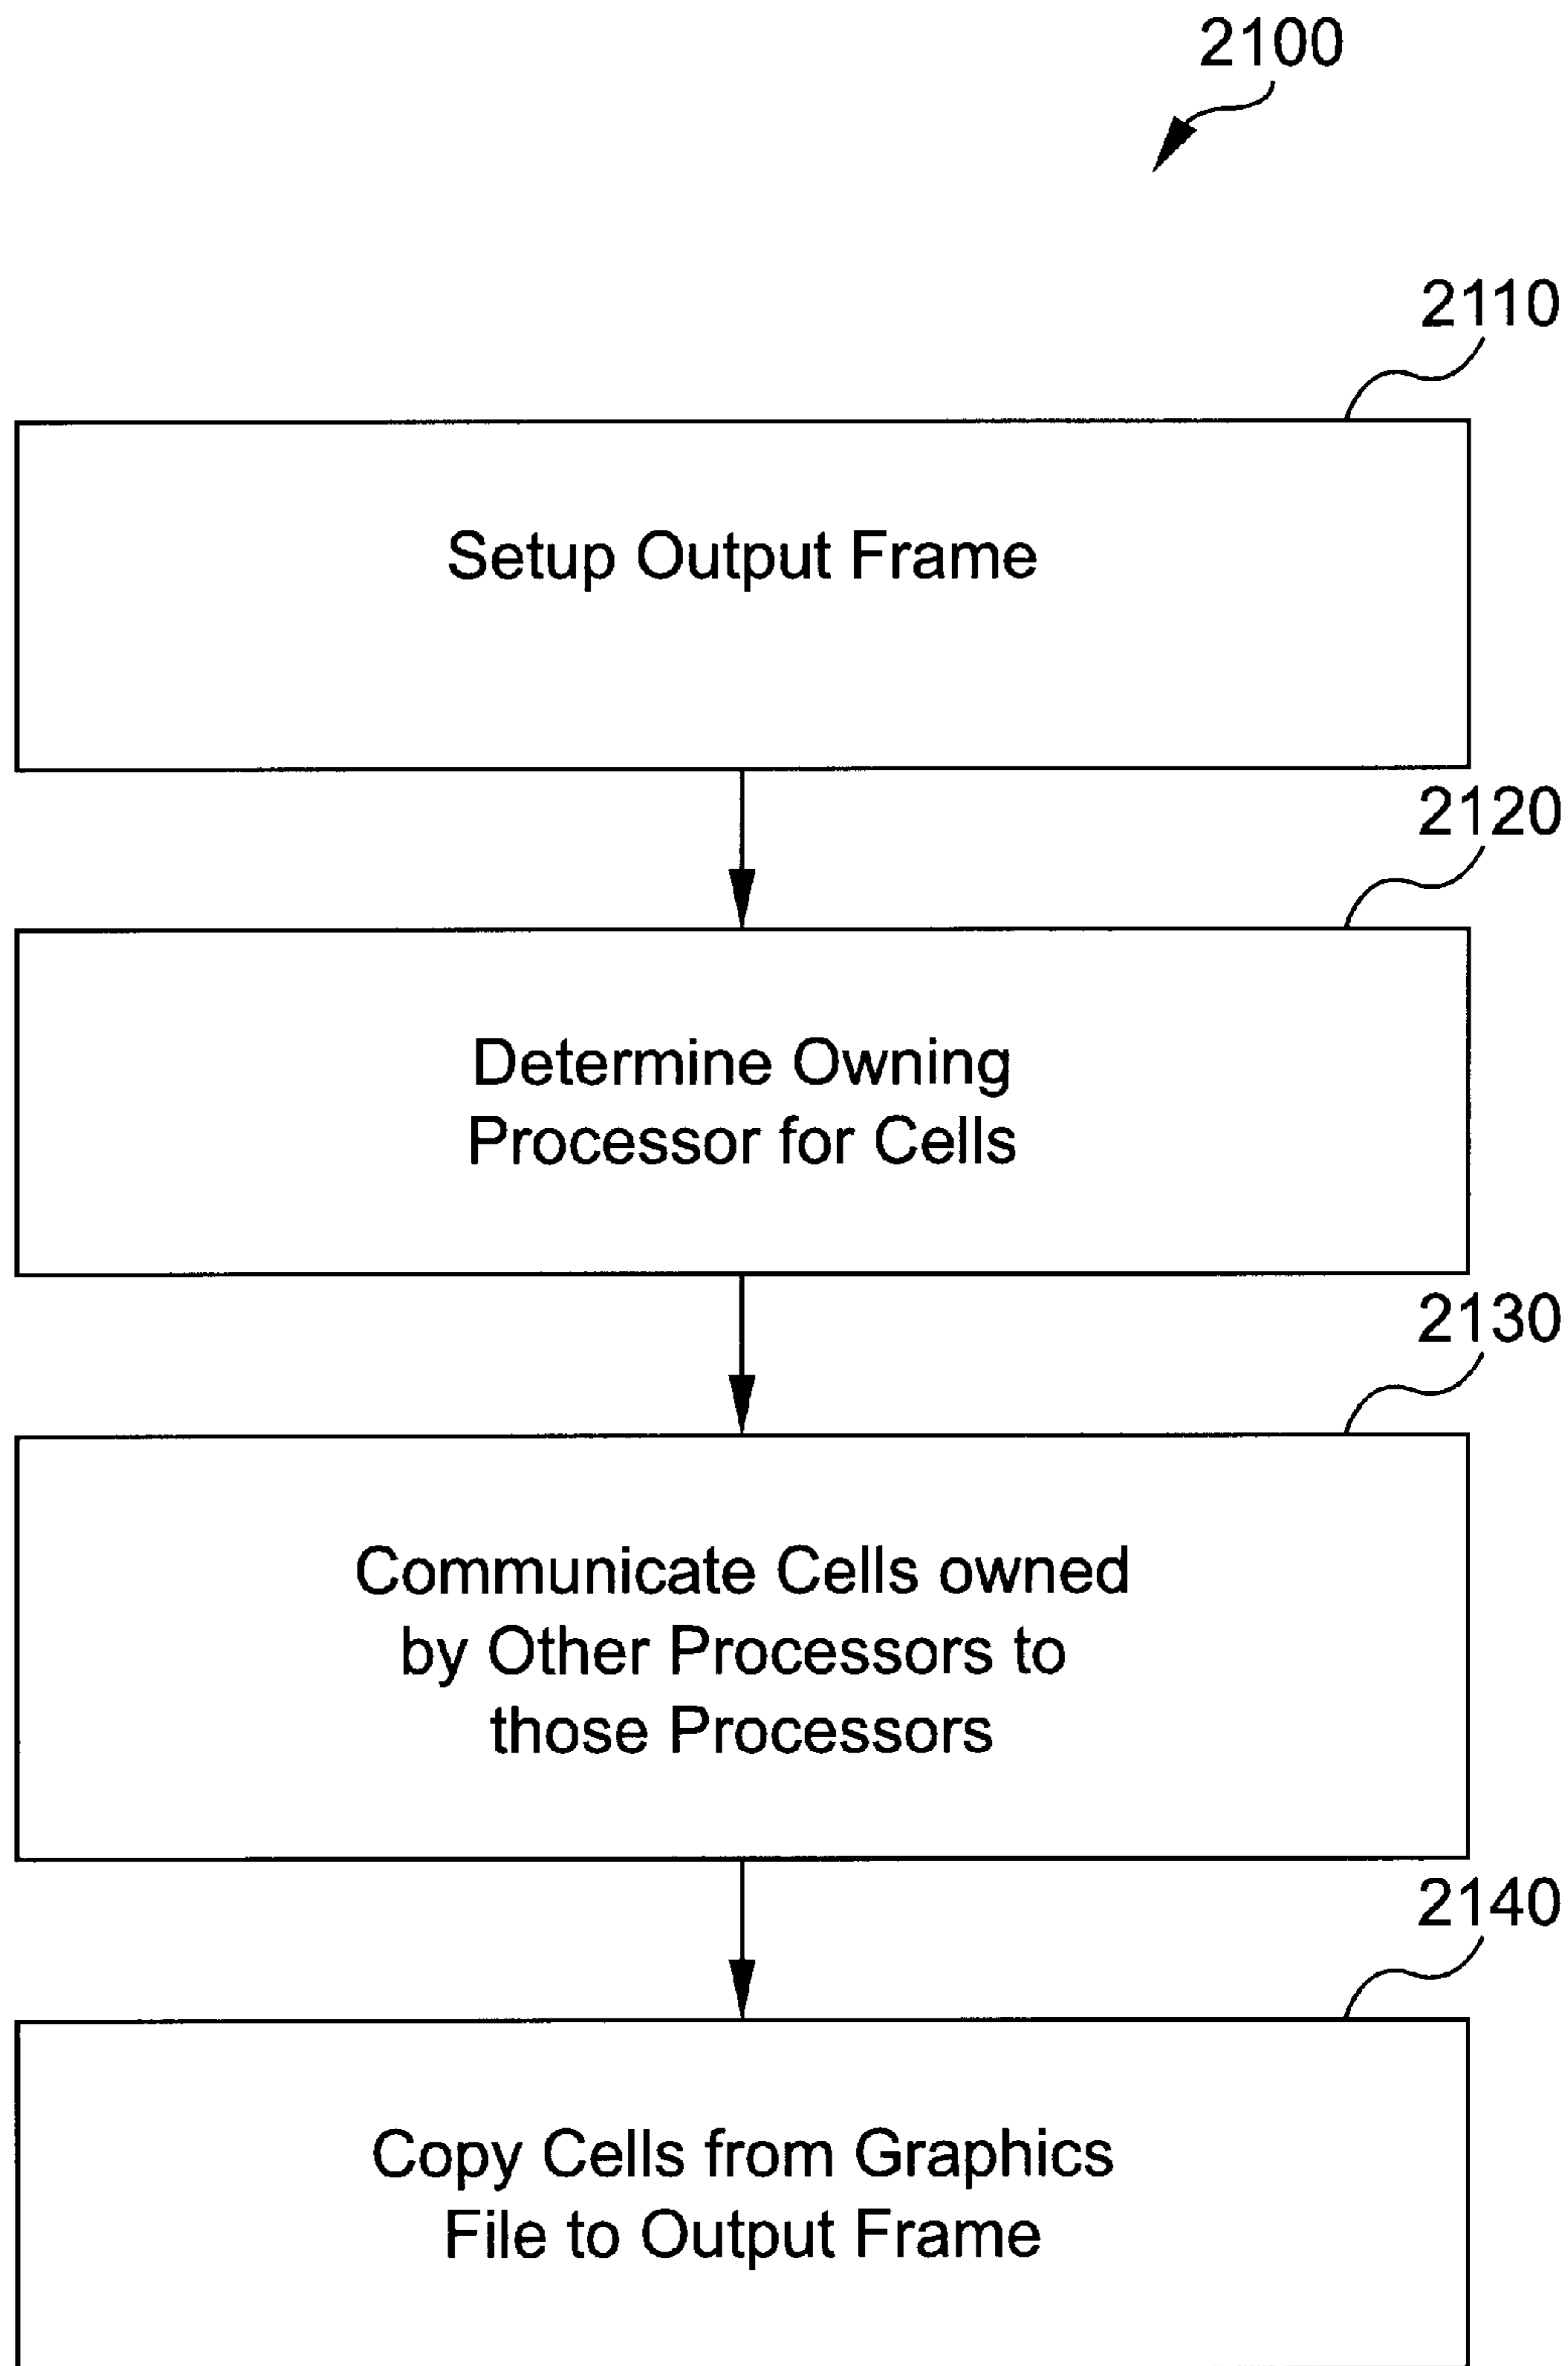 2100
2110
Setup Output Frame
2120
Determine Owning
Processor for Cells
2130
Communicate Cells owned
by Other Processors to
those Processors
2140
Copy Cells from Graphics
File to Output Frame